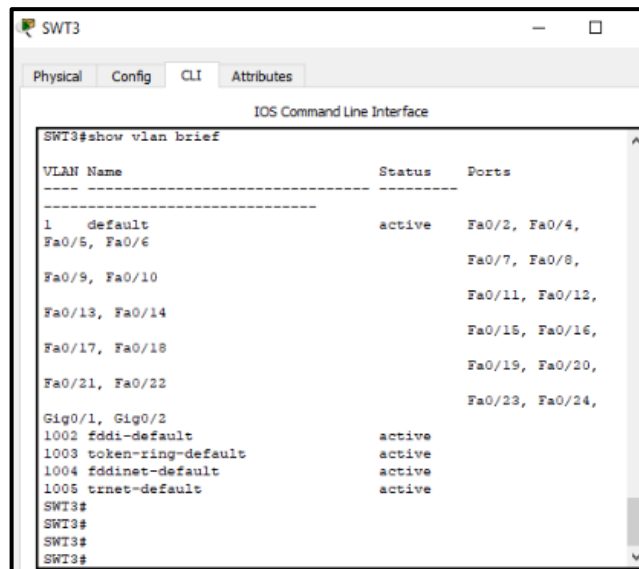 SWT3
Physical Config CLI Attributes
IOS Command Line Interface
SWT3#show vlan brief
VLAN Name Status Ports
---- -------------------------------- ---------
-------------------------------
1 default active Fa0/2, Fa0/4,
Fa0/5, Fa0/6
Fa0/7, Fa0/8,
Fa0/9, Fa0/10
Fa0/11, Fa0/12,
Fa0/13, Fa0/14
Fa0/15, Fa0/16,
Fa0/17, Fa0/18
Fa0/19, Fa0/20,
Fa0/21, Fa0/22
Fa0/23, Fa0/24,
Gig0/1, Gig0/2
1002 fddi-default active
1003 token-ring-default active
1004 fddinet-default active
1005 trnet-default active
SWT3#
SWT3#
SWT3#
SWT3#